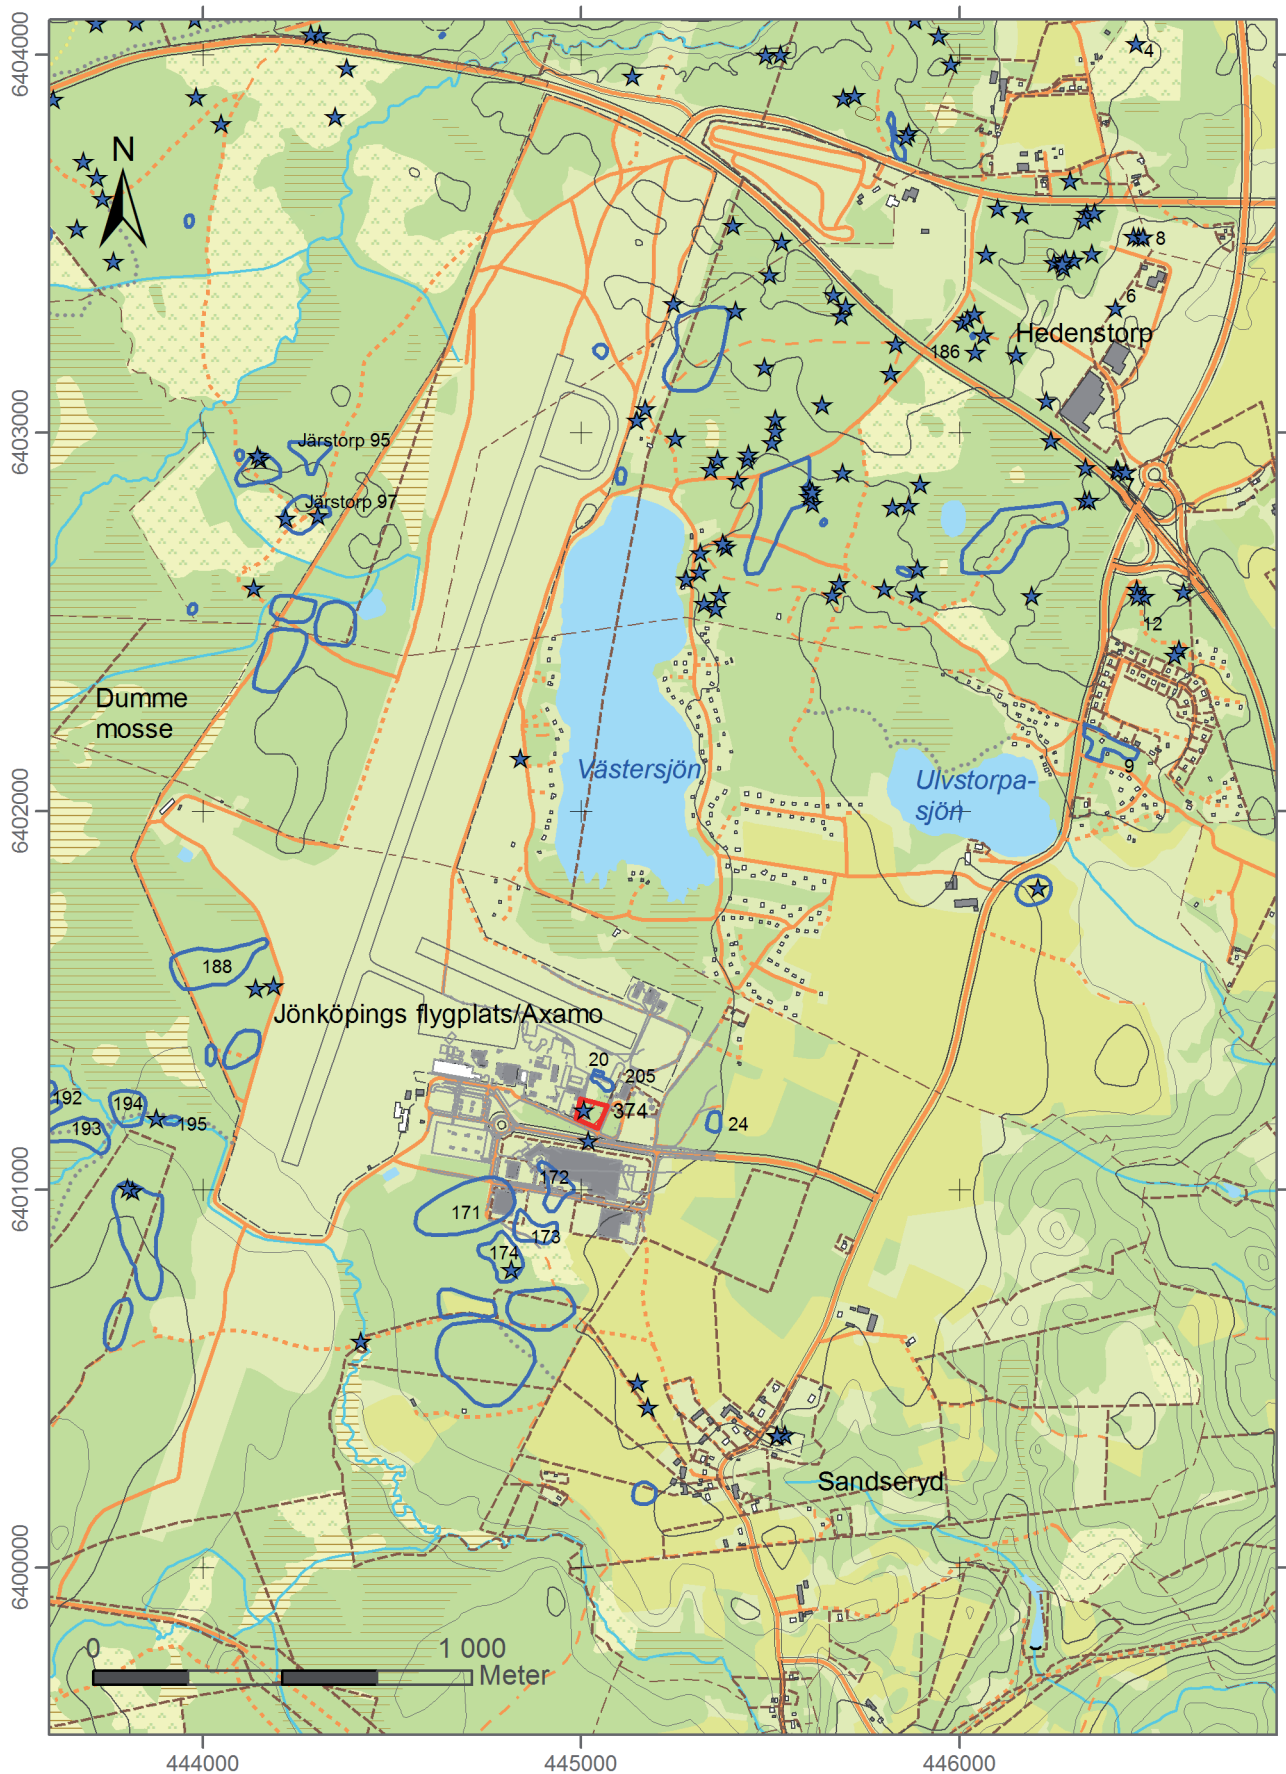 6404000
6403000
6402000
6401000
6400000
N
4
8
6
Hedenstorp
186
Järstorp 95
Järstorp 97
12
Dumme
mosse
9
Västersjön
Ulvstorpa-
sjön
188
Jönköpings flygplats/Axamo
20
205
374
24
192
193
194
195
172
171
173
174
Sandseryd
0 1 000
Meter
444000 445000 446000